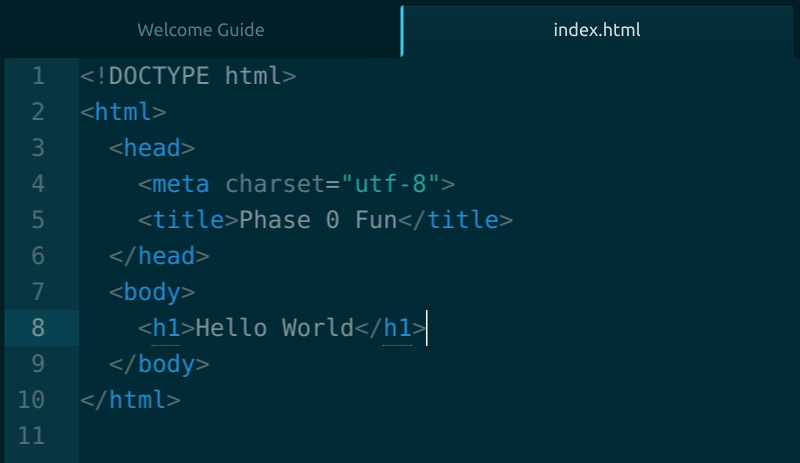 Welcome Guide
index.html
1 <!DOCTYPE html>
2 <html>
3   <head>
4     <meta charset="utf-8">
5     <title>Phase 0 Fun</title>
6   </head>
7   <body>
8     <h1>Hello World</h1>
9   </body>
10 </html>
11